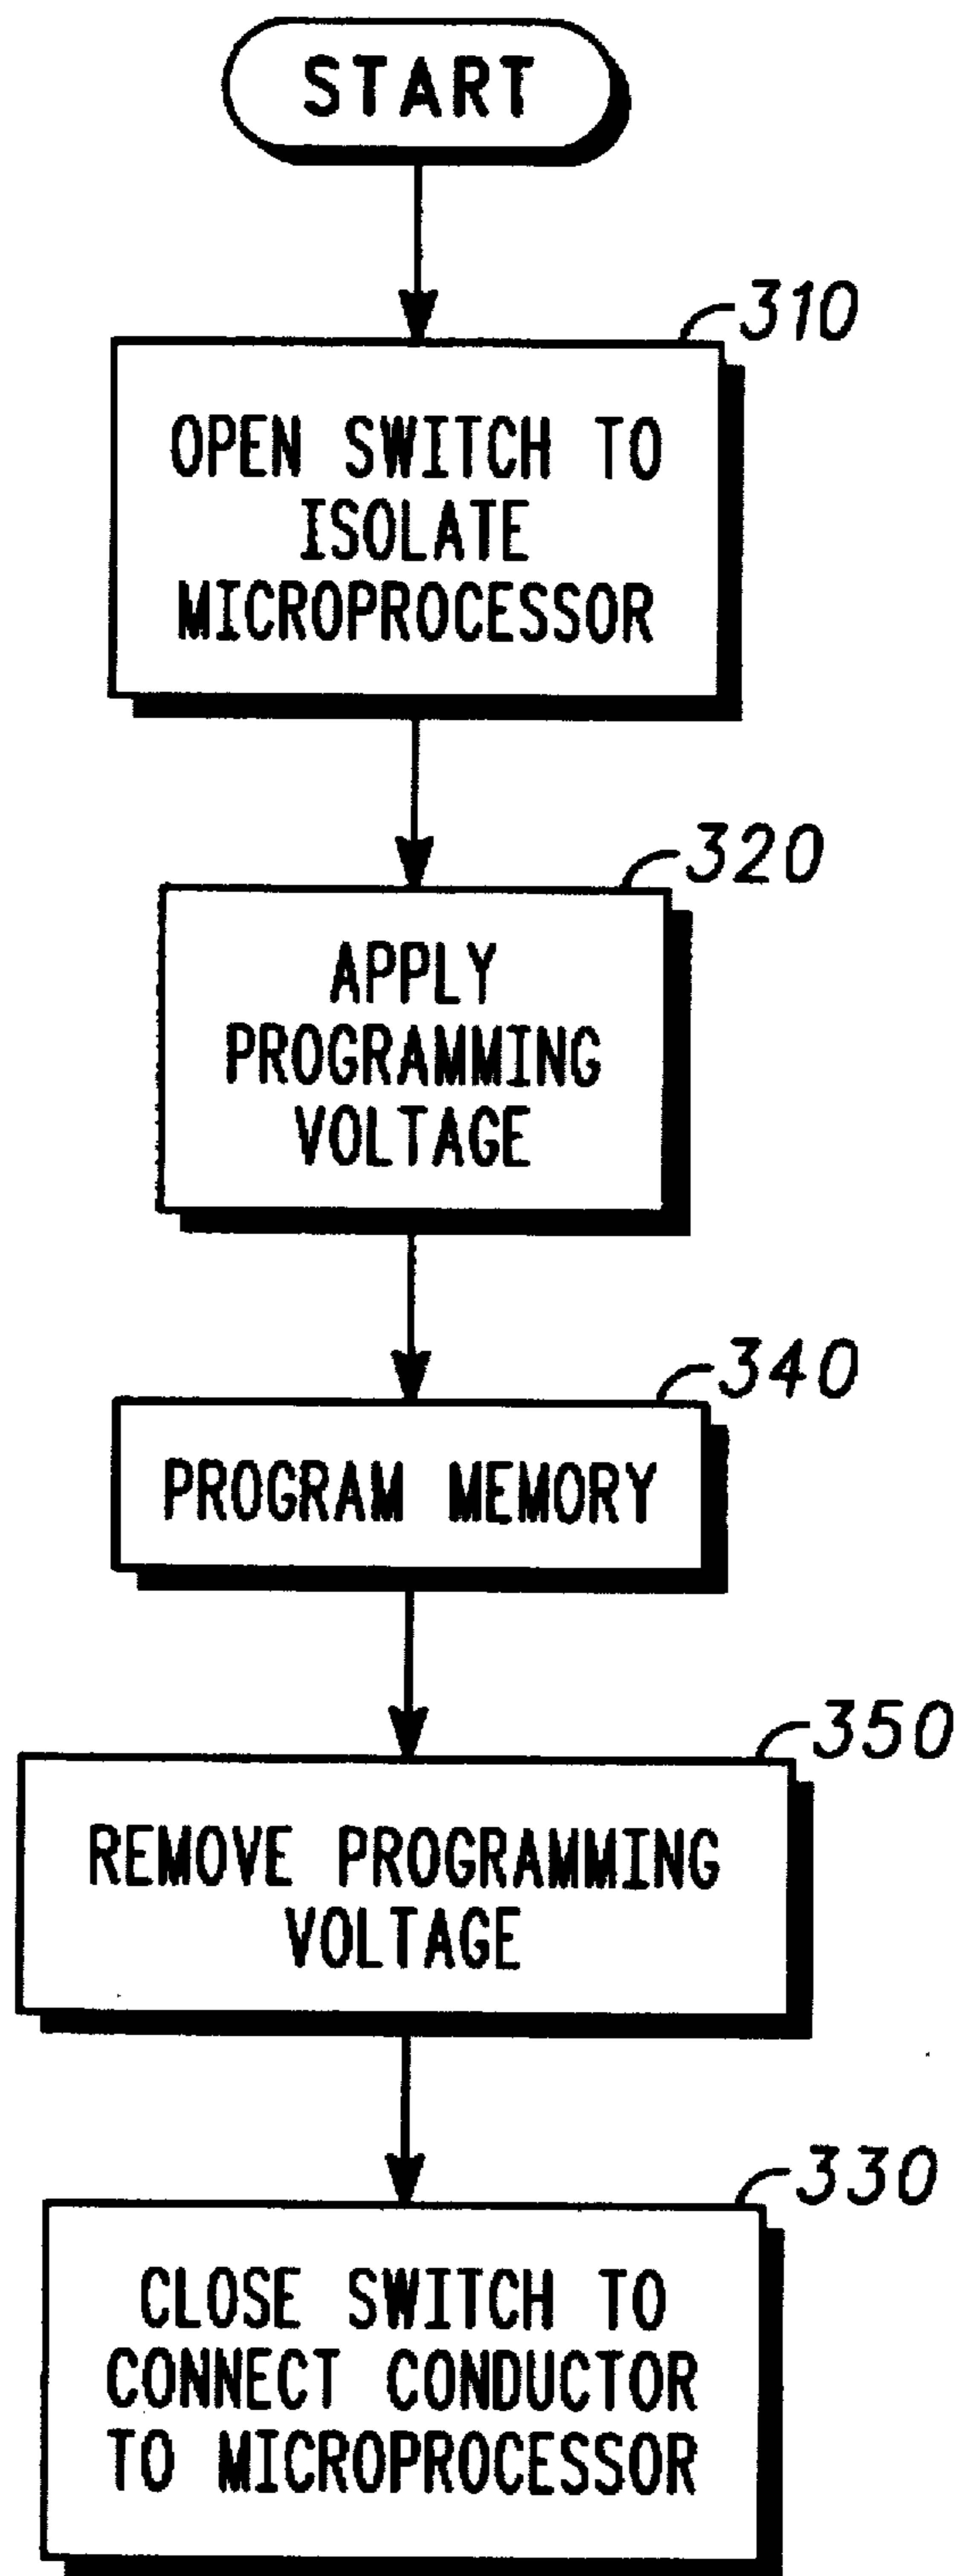 START
310
OPEN SWITCH TO
ISOLATE
MICROPROCESSOR
320
APPLY
PROGRAMMING
VOLTAGE
340
PROGRAM MEMORY
350
REMOVE PROGRAMMING
VOLTAGE
330
CLOSE SWITCH TO
CONNECT CONDUCTOR
TO MICROPROCESSOR